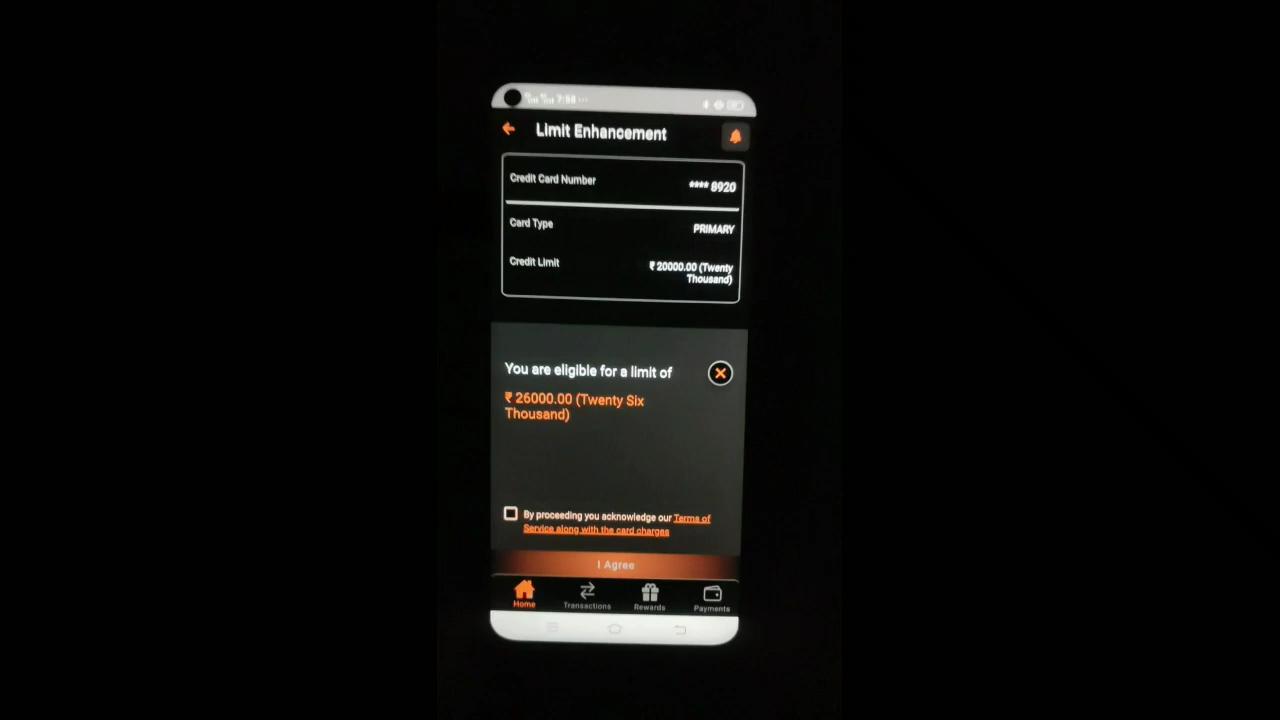 7:58
Limit Enhancement
Credit Card Number
**** 8920
Card Type
PRIMARY
Credit Limit
₹ 20000.00 (Twenty
Thousand)
You are eligible for a limit of
₹ 26000.00 (Twenty Six
Thousand)
By proceeding you acknowledge our Terms of
Service along with the card charges
I Agree
Home
Transactions
Rewards
Payments